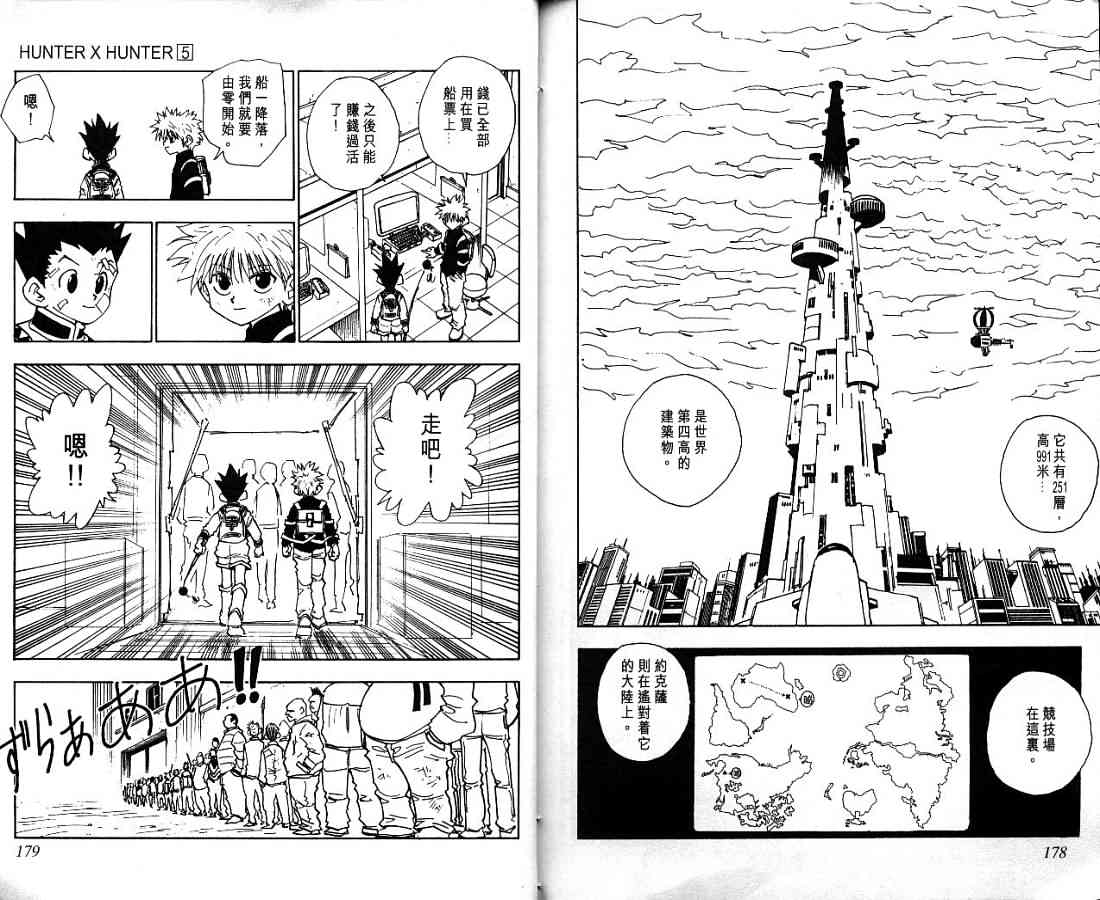 它共有251層，
高991米…
是世界
第四高的
建築物。
競技場
在這裏。
約克薩
則在遙對着它
的大陸上。
178
HUNTER X HUNTER 5
錢已全部
用在買
船票上…
之後只能
賺錢過活
了！
船一降落，
我們就要
由零開始。
嗯！
走吧！
嗯!!
ずらあああ!!
179